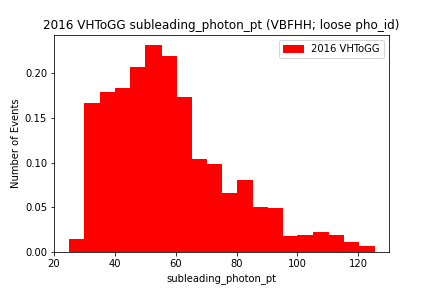 2016 VHToGG subleading_photon_pt (VBFHH; loose pho_id)
2016 VHToGG
Number of Events
0.20
0.15
0.10
0.05
0.00
20 40 60 80 100 120
subleading_photon_pt